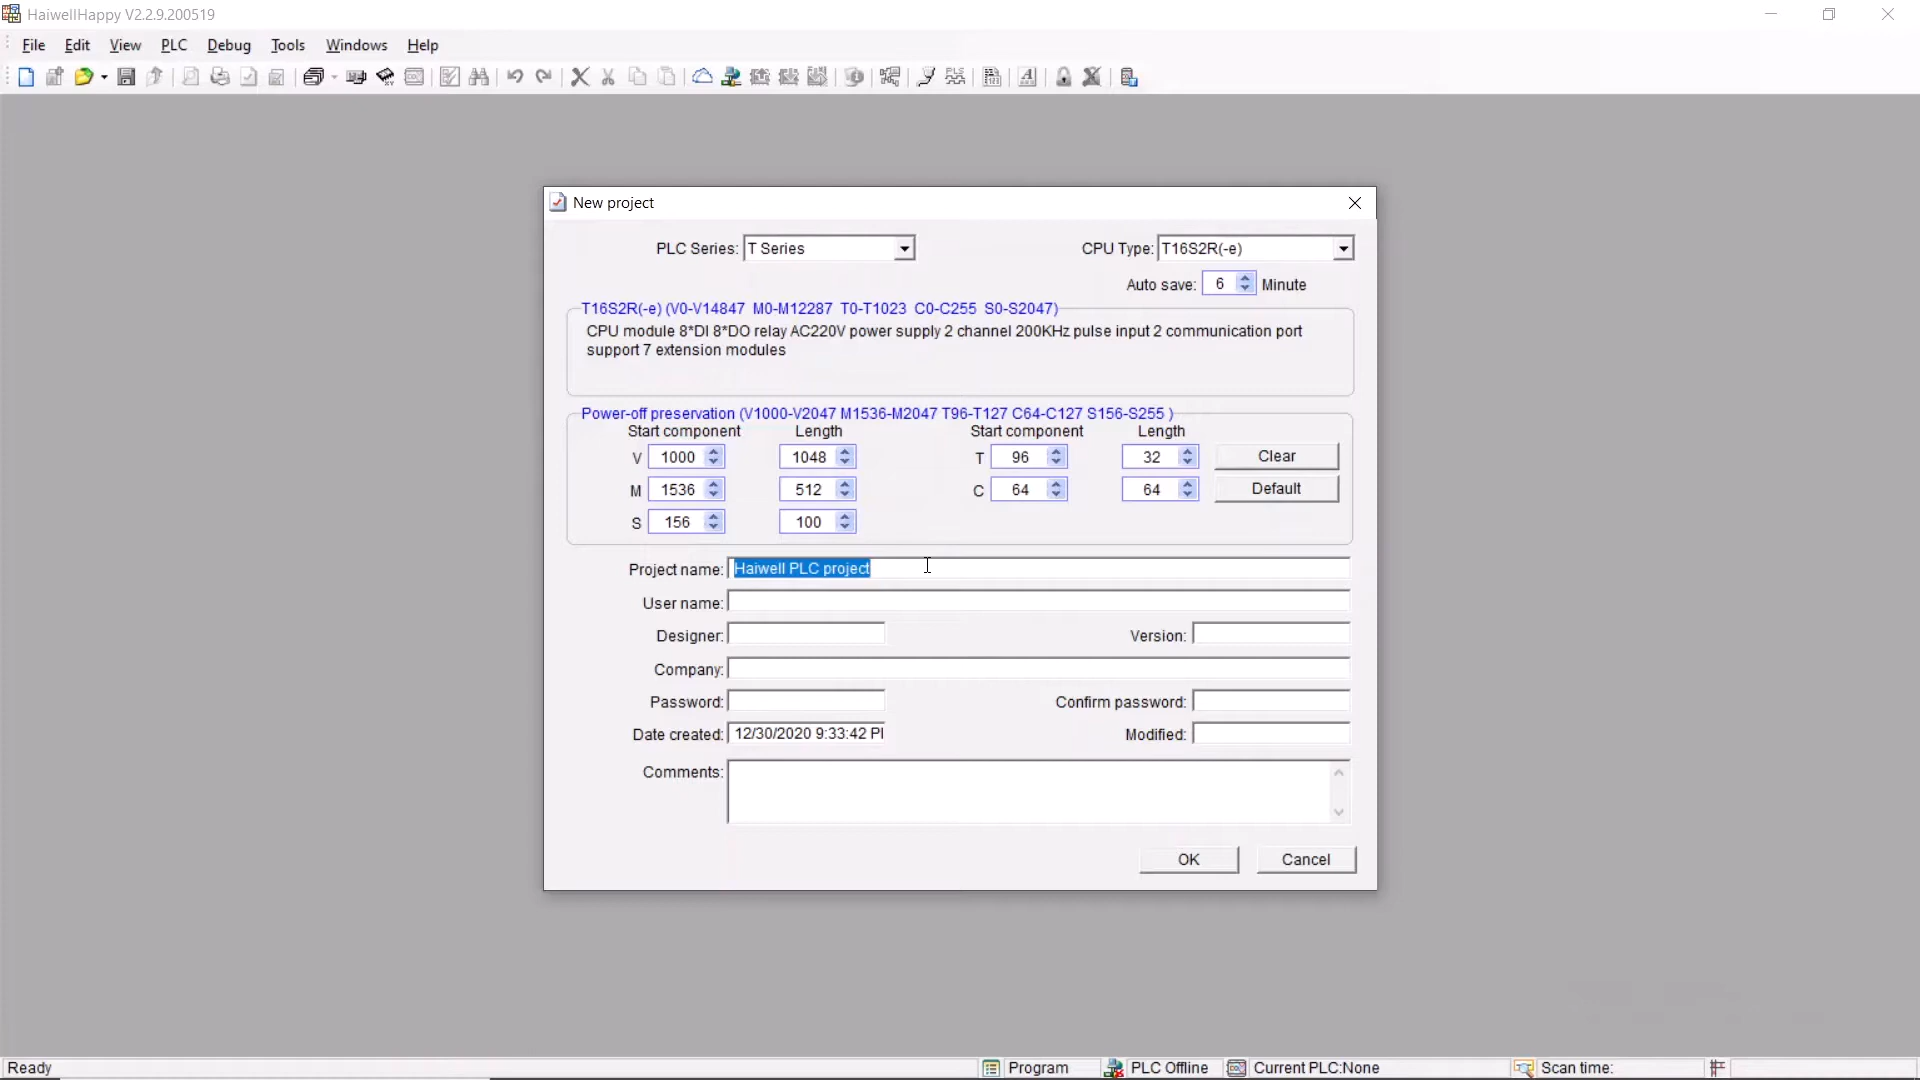 HaiwellHappy V2.2.9.200519
File Edit View PLC Debug Tools Windows Help
New project
PLC Series: T Series CPU Type: T16S2R(-e)
Auto save: 6 Minute
T16S2R(-e) (V0-V14847 M0-M12287 T0-T1023 C0-C255 S0-S2047)
CPU module 8*DI 8*DO relay AC220V power supply 2 channel 200KHz pulse input 2 communication port
support 7 extension modules
Power-off preservation (V1000-V2047 M1536-M2047 T96-T127 C64-C127 S156-S255 )
Start component Length Start component Length
V 1000 1048 T 96 32 Clear
M 1536 512 C 64 64 Default
S 156 100
Project name: Haiwell PLC project
User name:
Designer: Version:
Company:
Password: Confirm password:
Date created: 12/30/2020 9:33:42 P
Modified:
Comments:
OK Cancel
Ready Program PLC Offline Current PLC:None Scan time: